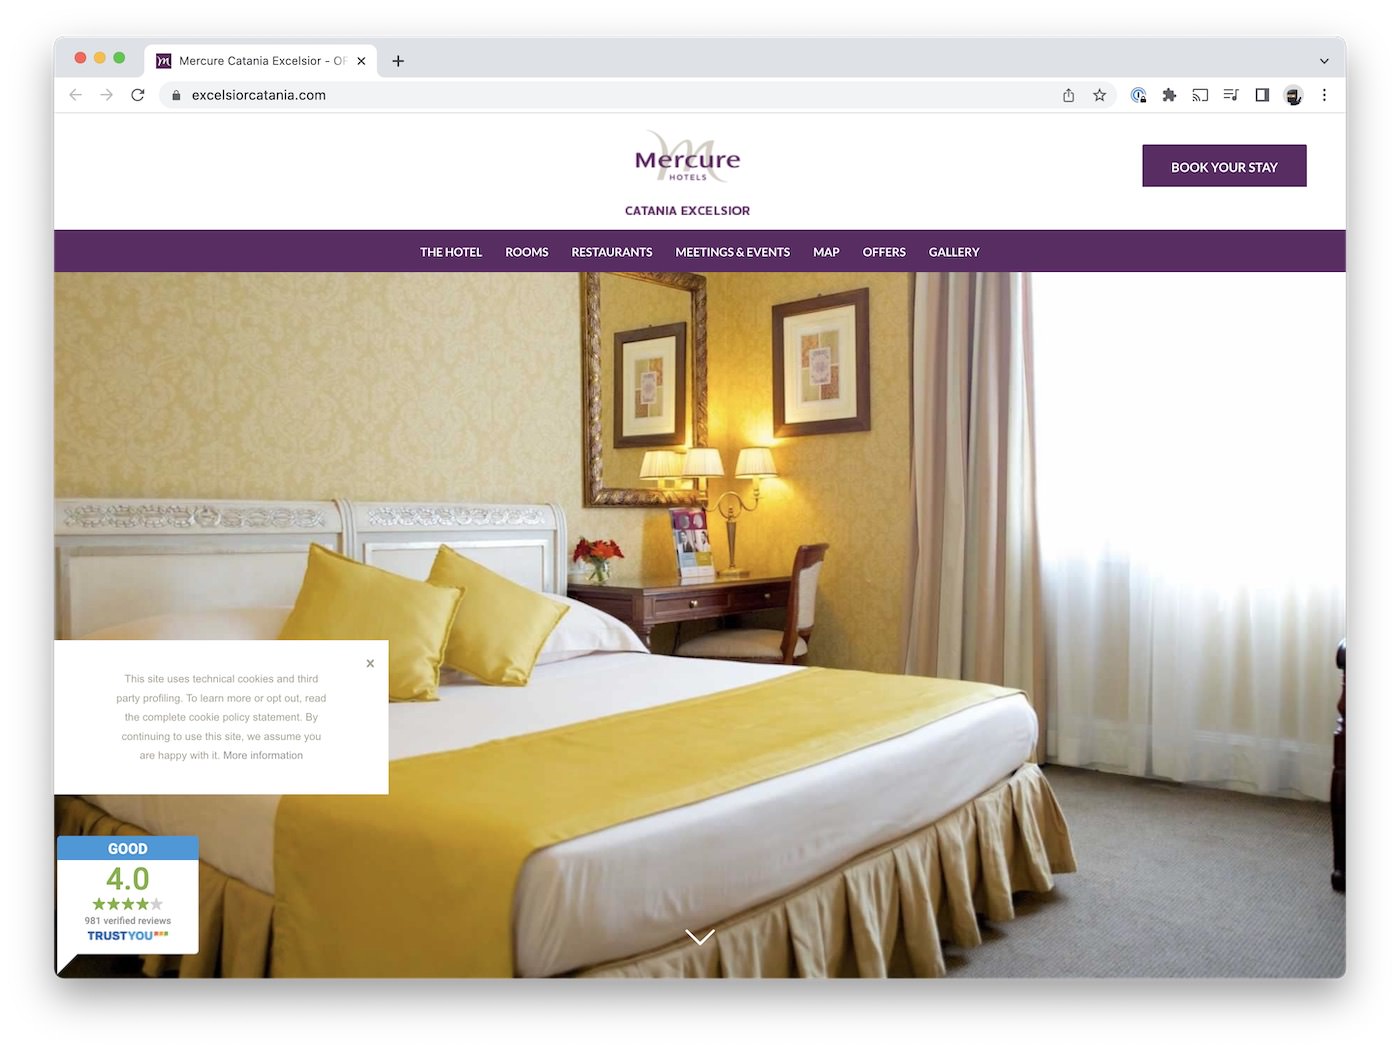 Mercure Catania Excelsior - OF
excelsiorcatania.com
Mercure
HOTELS
CATANIA EXCELSIOR
BOOK YOUR STAY
THE HOTEL ROOMS RESTAURANTS MEETINGS & EVENTS MAP OFFERS GALLERY
This site uses technical cookies and third
party profiling. To learn more or opt out, read
the complete cookie policy statement. By
continuing to use this site, we assume you
are happy with it. More information
GOOD
4.0
981 verified reviews
TRUSTYOU